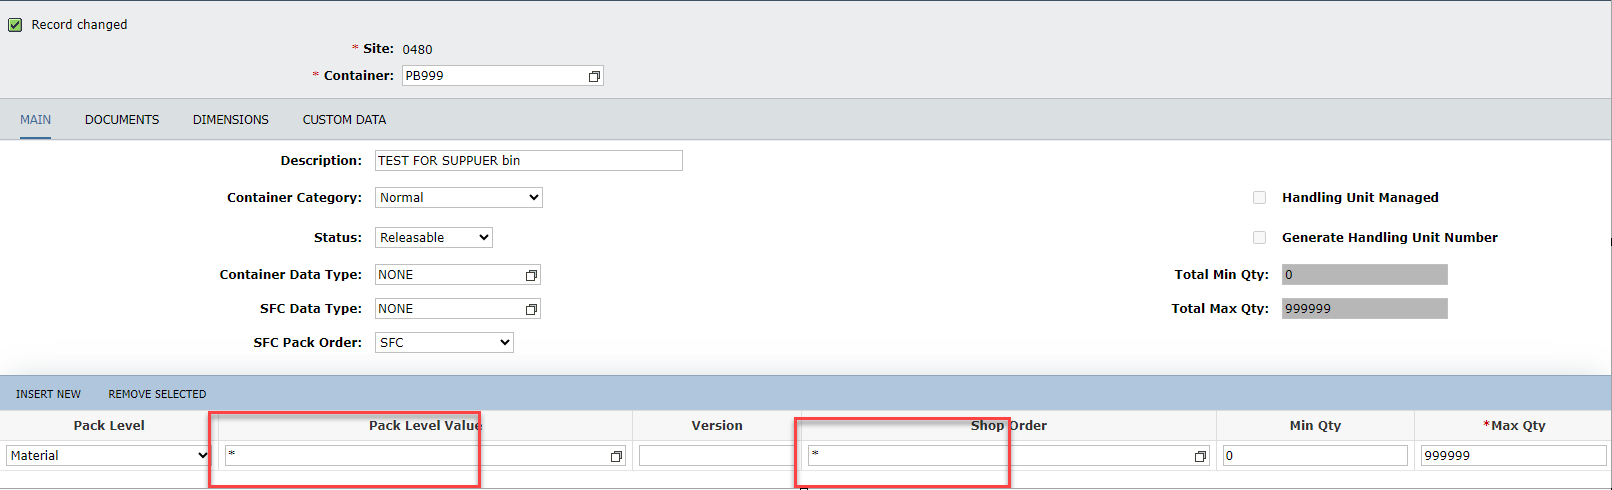 Record changed
* Site: 0480
* Container: PB999
MAIN DOCUMENTS DIMENSIONS CUSTOM DATA
Description: TEST FOR SUPPUER bin
Container Category: Normal Handling Unit Managed
Status: Releasable Generate Handling Unit Number
Container Data Type: NONE Total Min Qty: 0
SFC Data Type: NONE Total Max Qty: 999999
SFC Pack Order: SFC
INSERT NEW REMOVE SELECTED
Pack Level Pack Level Value Version Shop Order Min Qty *Max Qty
Material * * 0 999999